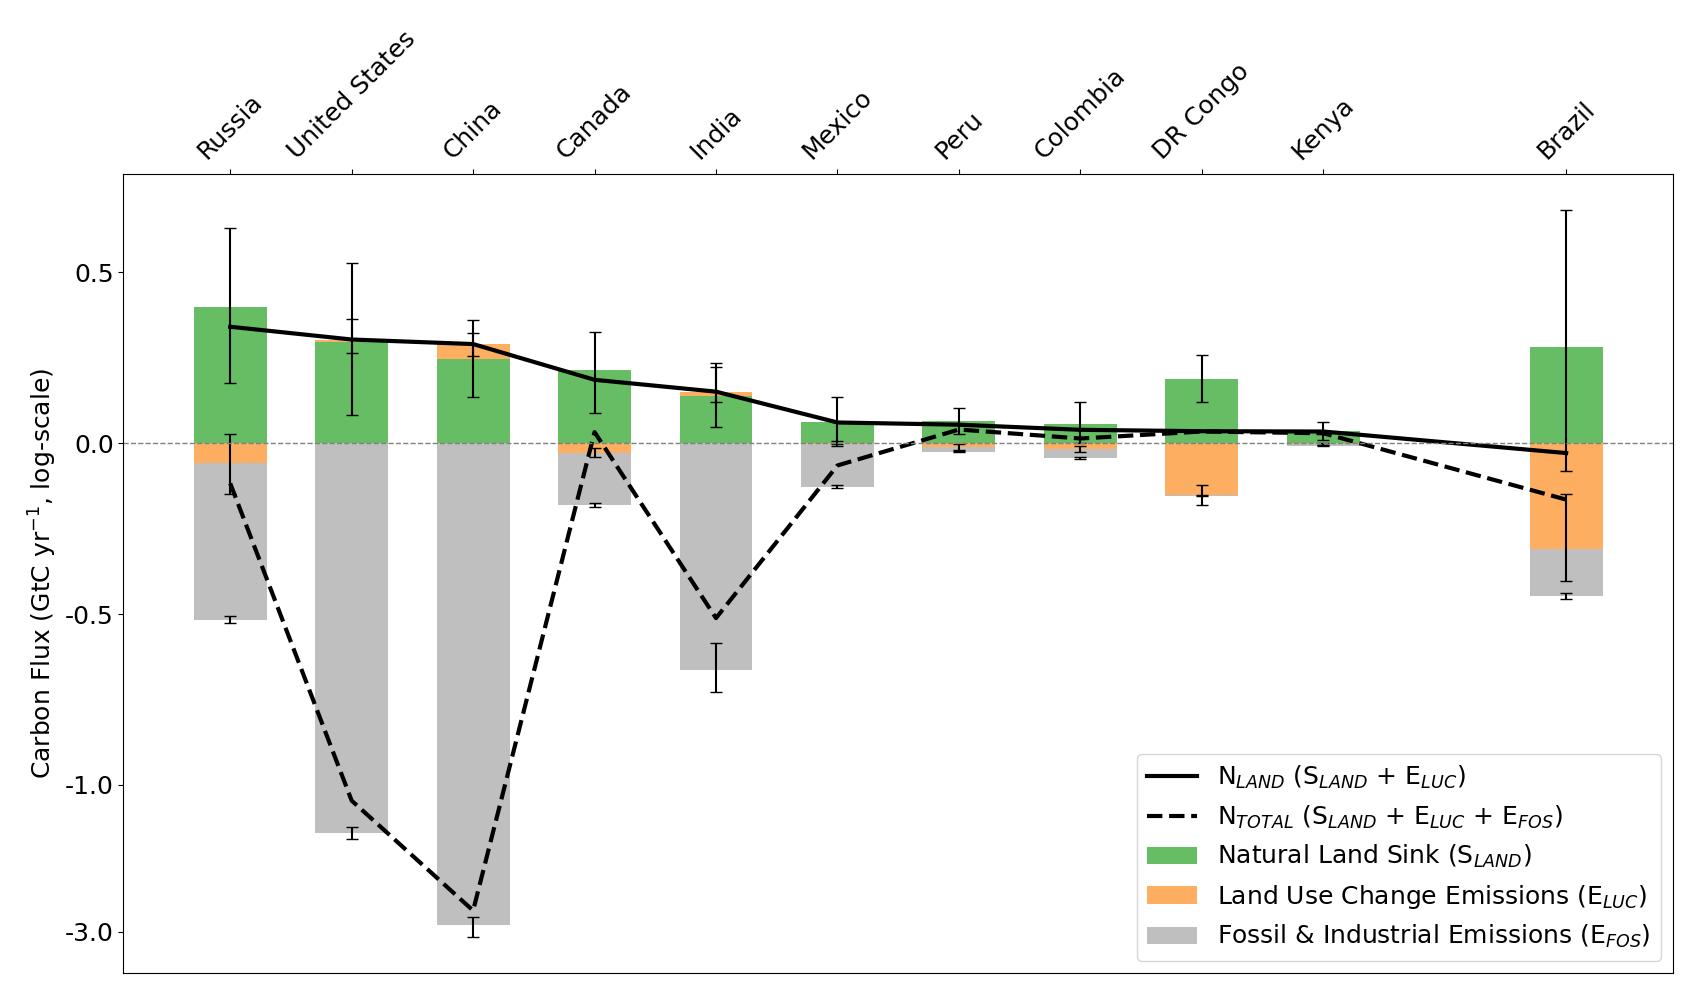 Russia
United States
China
Canada
India
Mexico
Peru
Colombia
DR Congo
Kenya
Brazil
Carbon Flux (GtC yr⁻¹, log-scale)
0.5
0.0
-0.5
-1.0
-3.0
N_LAND (S_LAND + E_LUC)
N_TOTAL (S_LAND + E_LUC + E_FOS)
Natural Land Sink (S_LAND)
Land Use Change Emissions (E_LUC)
Fossil & Industrial Emissions (E_FOS)